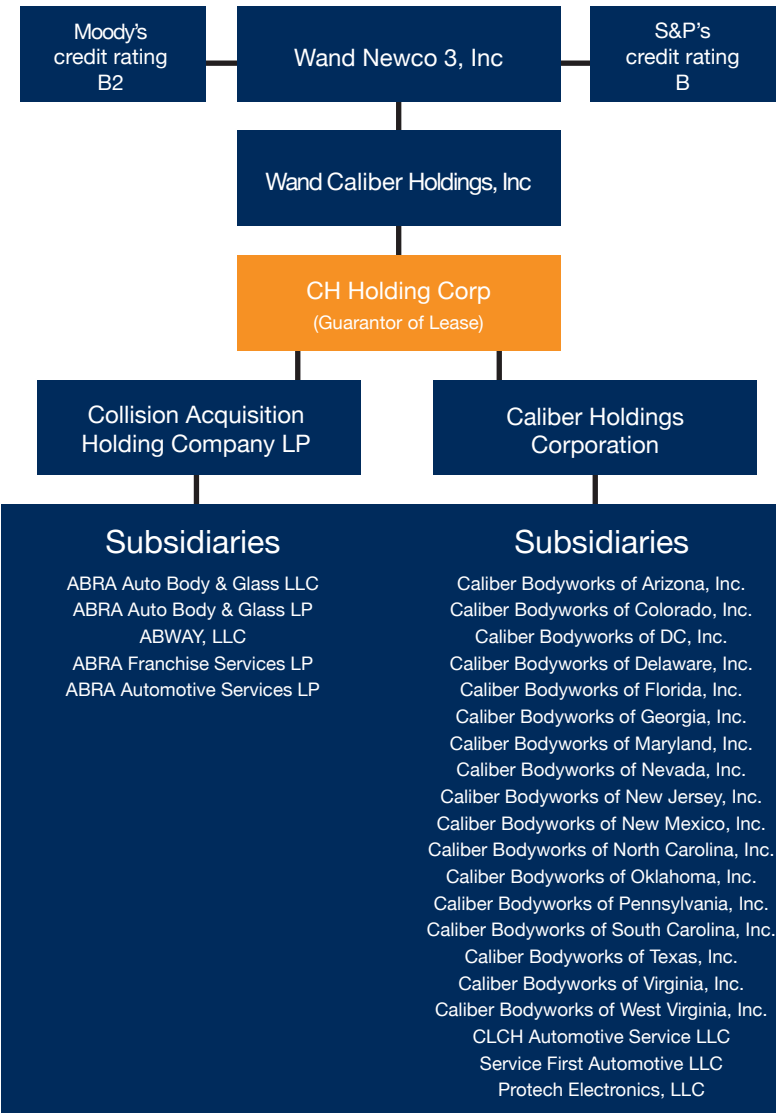 Moody's
credit rating
B2
Wand Newco 3, Inc
S&P's
credit rating
B
Wand Caliber Holdings, Inc
CH Holding Corp
(Guarantor of Lease)
Collision Acquisition
Holding Company LP
Caliber Holdings
Corporation
Subsidiaries
ABRA Auto Body & Glass LLC
ABRA Auto Body & Glass LP
ABWAY, LLC
ABRA Franchise Services LP
ABRA Automotive Services LP
Subsidiaries
Caliber Bodyworks of Arizona, Inc.
Caliber Bodyworks of Colorado, Inc.
Caliber Bodyworks of DC, Inc.
Caliber Bodyworks of Delaware, Inc.
Caliber Bodyworks of Florida, Inc.
Caliber Bodyworks of Georgia, Inc.
Caliber Bodyworks of Maryland, Inc.
Caliber Bodyworks of Nevada, Inc.
Caliber Bodyworks of New Jersey, Inc.
Caliber Bodyworks of New Mexico, Inc.
Caliber Bodyworks of North Carolina, Inc.
Caliber Bodyworks of Oklahoma, Inc.
Caliber Bodyworks of Pennsylvania, Inc.
Caliber Bodyworks of South Carolina, Inc.
Caliber Bodyworks of Texas, Inc.
Caliber Bodyworks of Virginia, Inc.
Caliber Bodyworks of West Virginia, Inc.
CLCH Automotive Service LLC
Service First Automotive LLC
Protech Electronics, LLC